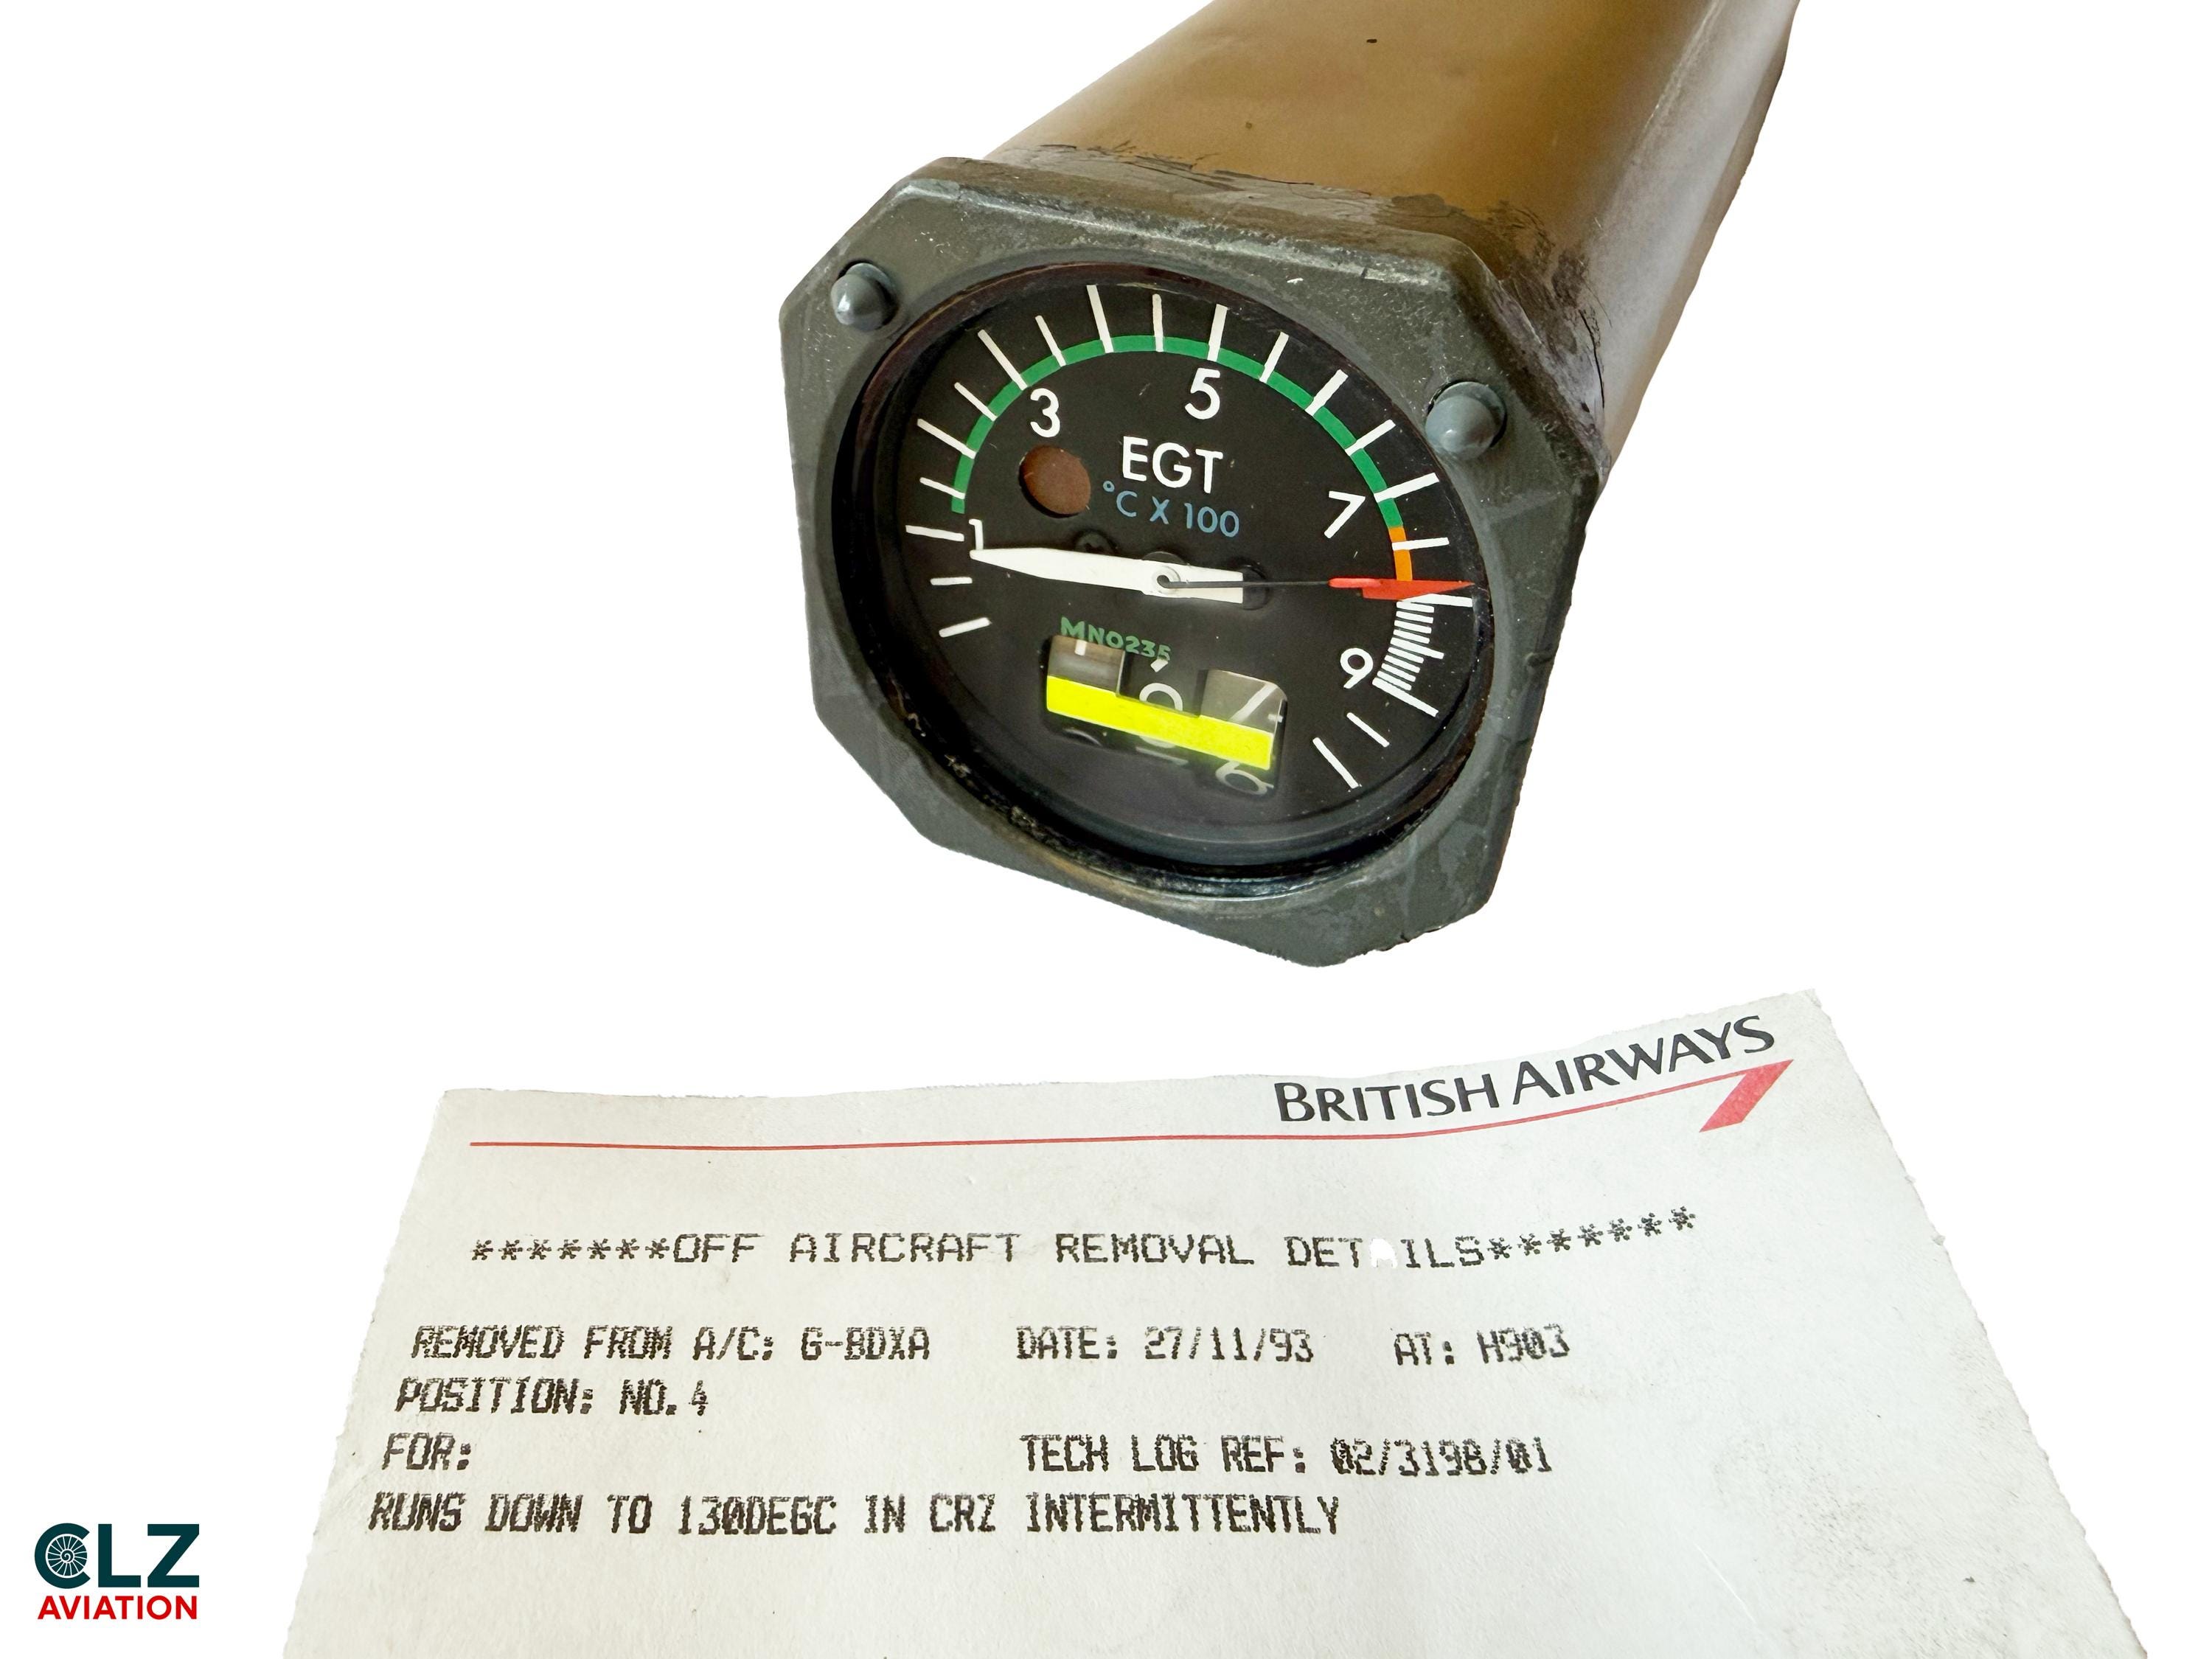 3
5
EGT
°C X 100
7
1
MN0235
9
BRITISH AIRWAYS
*******OFF AIRCRAFT REMOVAL DETAILS*******
REMOVED FROM A/C: G-BDXA DATE: 27/11/93 AT: H903
POSITION: NO.4
FOR: TECH LOG REF: 02/3198/01
RUNS DOWN TO 130DEGC IN CRZ INTERMITTENTLY
CLZ
AVIATION